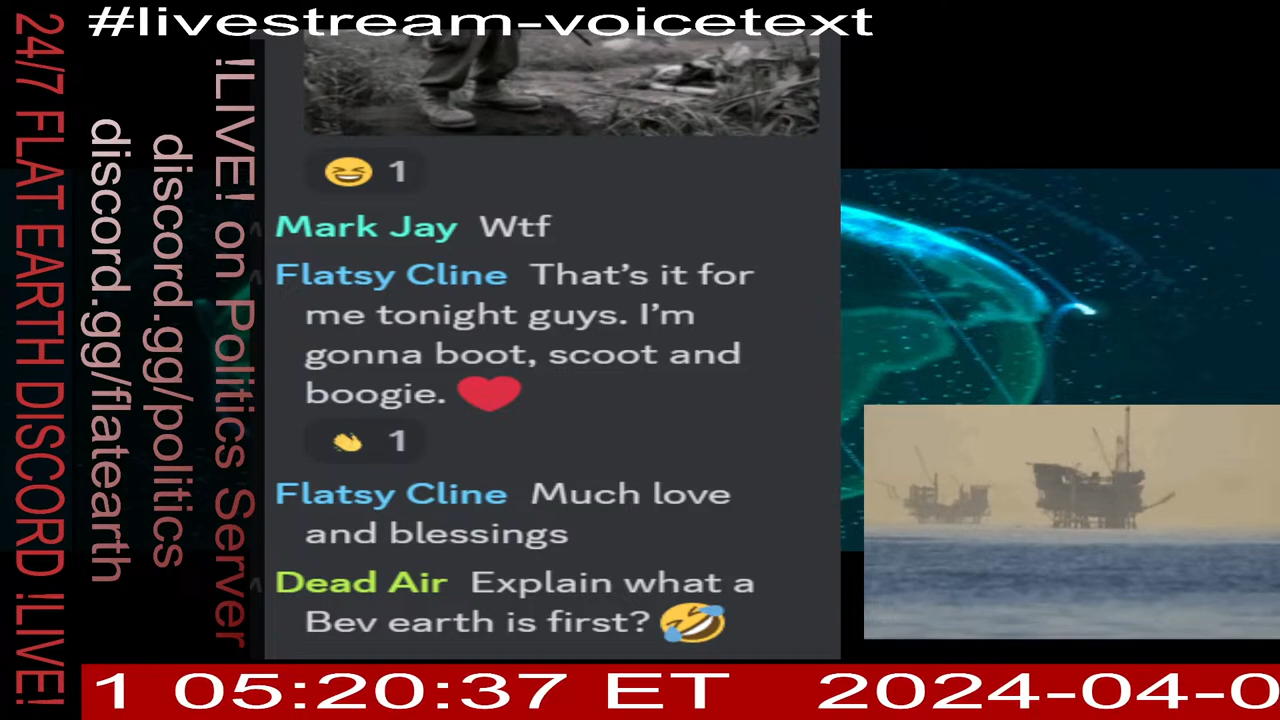 #livestream-voicetext
24/7 FLAT EARTH DISCORD !LIVE!
discord.gg/flatearth
discord.gg/politics
!LIVE! on Politics Server
1
Mark Jay Wtf
Flatsy Cline That’s it for
me tonight guys. I’m
gonna boot, scoot and
boogie. ❤️
1
Flatsy Cline Much love
and blessings
Dead Air Explain what a
Bev earth is first? 🤣
1 05:20:37 ET 2024-04-0